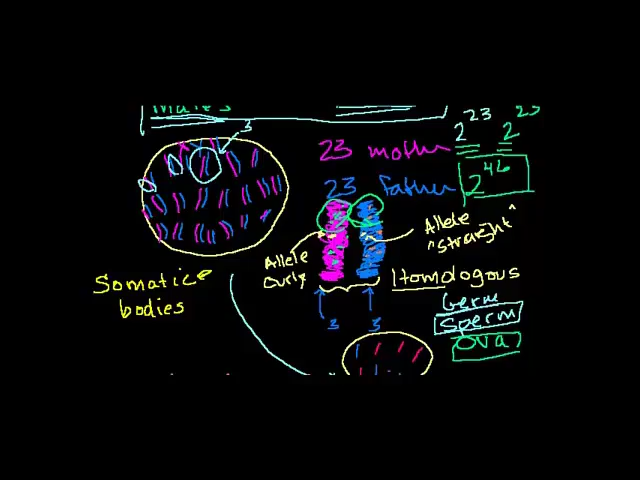 Males
3
23 mother
2^23 2^23
23 father
2^46
Allele
"straight"
Allele
curly
Homologous
Somatic
bodies
3 3
Germ
Sperm
Ova